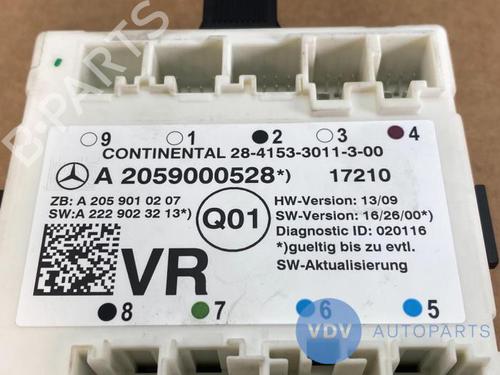 B-PARTS
9 1 2 3 4
CONTINENTAL 28-4153-3011-3-00
A 2059000528*) 17210
ZB: A 205 901 02 07
SW:A 222 902 32 13*)
Q01
HW-Version: 13/09
SW-Version: 16/26/00*)
Diagnostic ID: 020116
*)gueltig bis zu evtl.
SW-Aktualisierung
VR
8 7 6 5
VDV AUTOPARTS